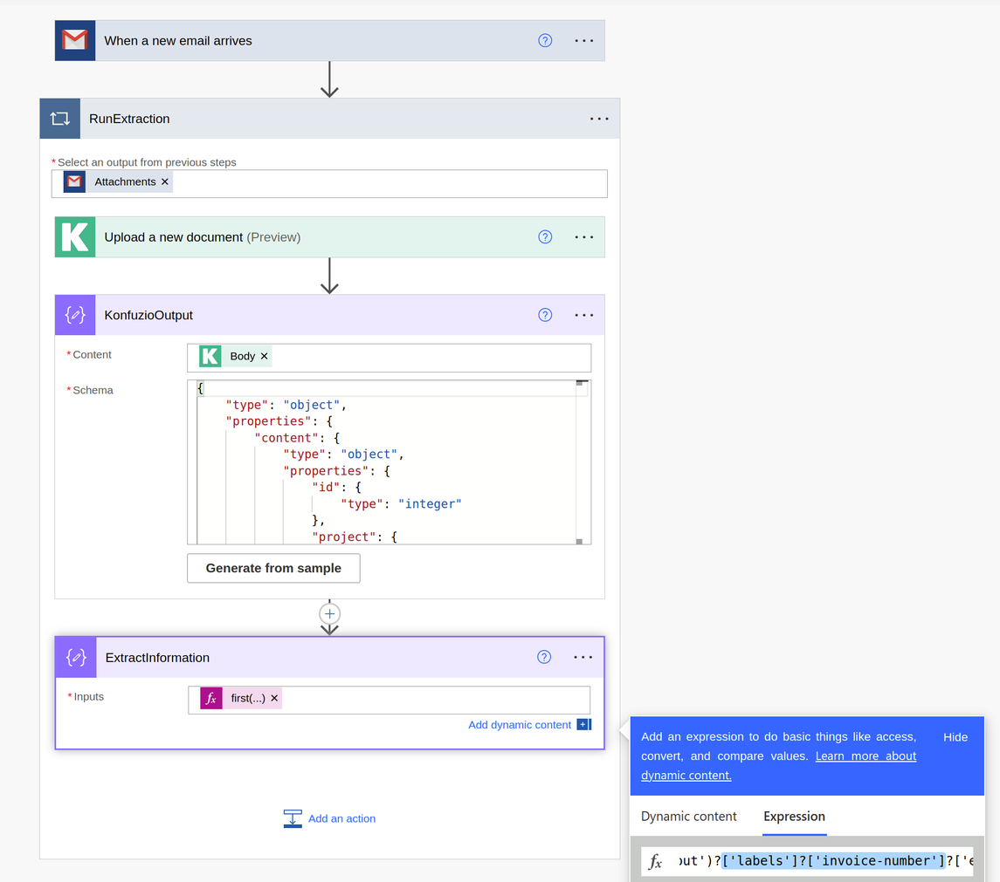 When a new email arrives
RunExtraction
* Select an output from previous steps
Attachments ×
Upload a new document (Preview)
KonfuzioOutput
* Content
Body ×
* Schema
{
"type": "object",
"properties": {
"content": {
"type": "object",
"properties": {
"id": {
"type": "integer"
},
"project": {
Generate from sample
ExtractInformation
* Inputs
fx first(...) ×
Add dynamic content
Add an expression to do basic things like access, Hide
convert, and compare values. Learn more about
dynamic content.
Add an action
Dynamic content Expression
fx out')?['labels']?['invoice-number']?['e